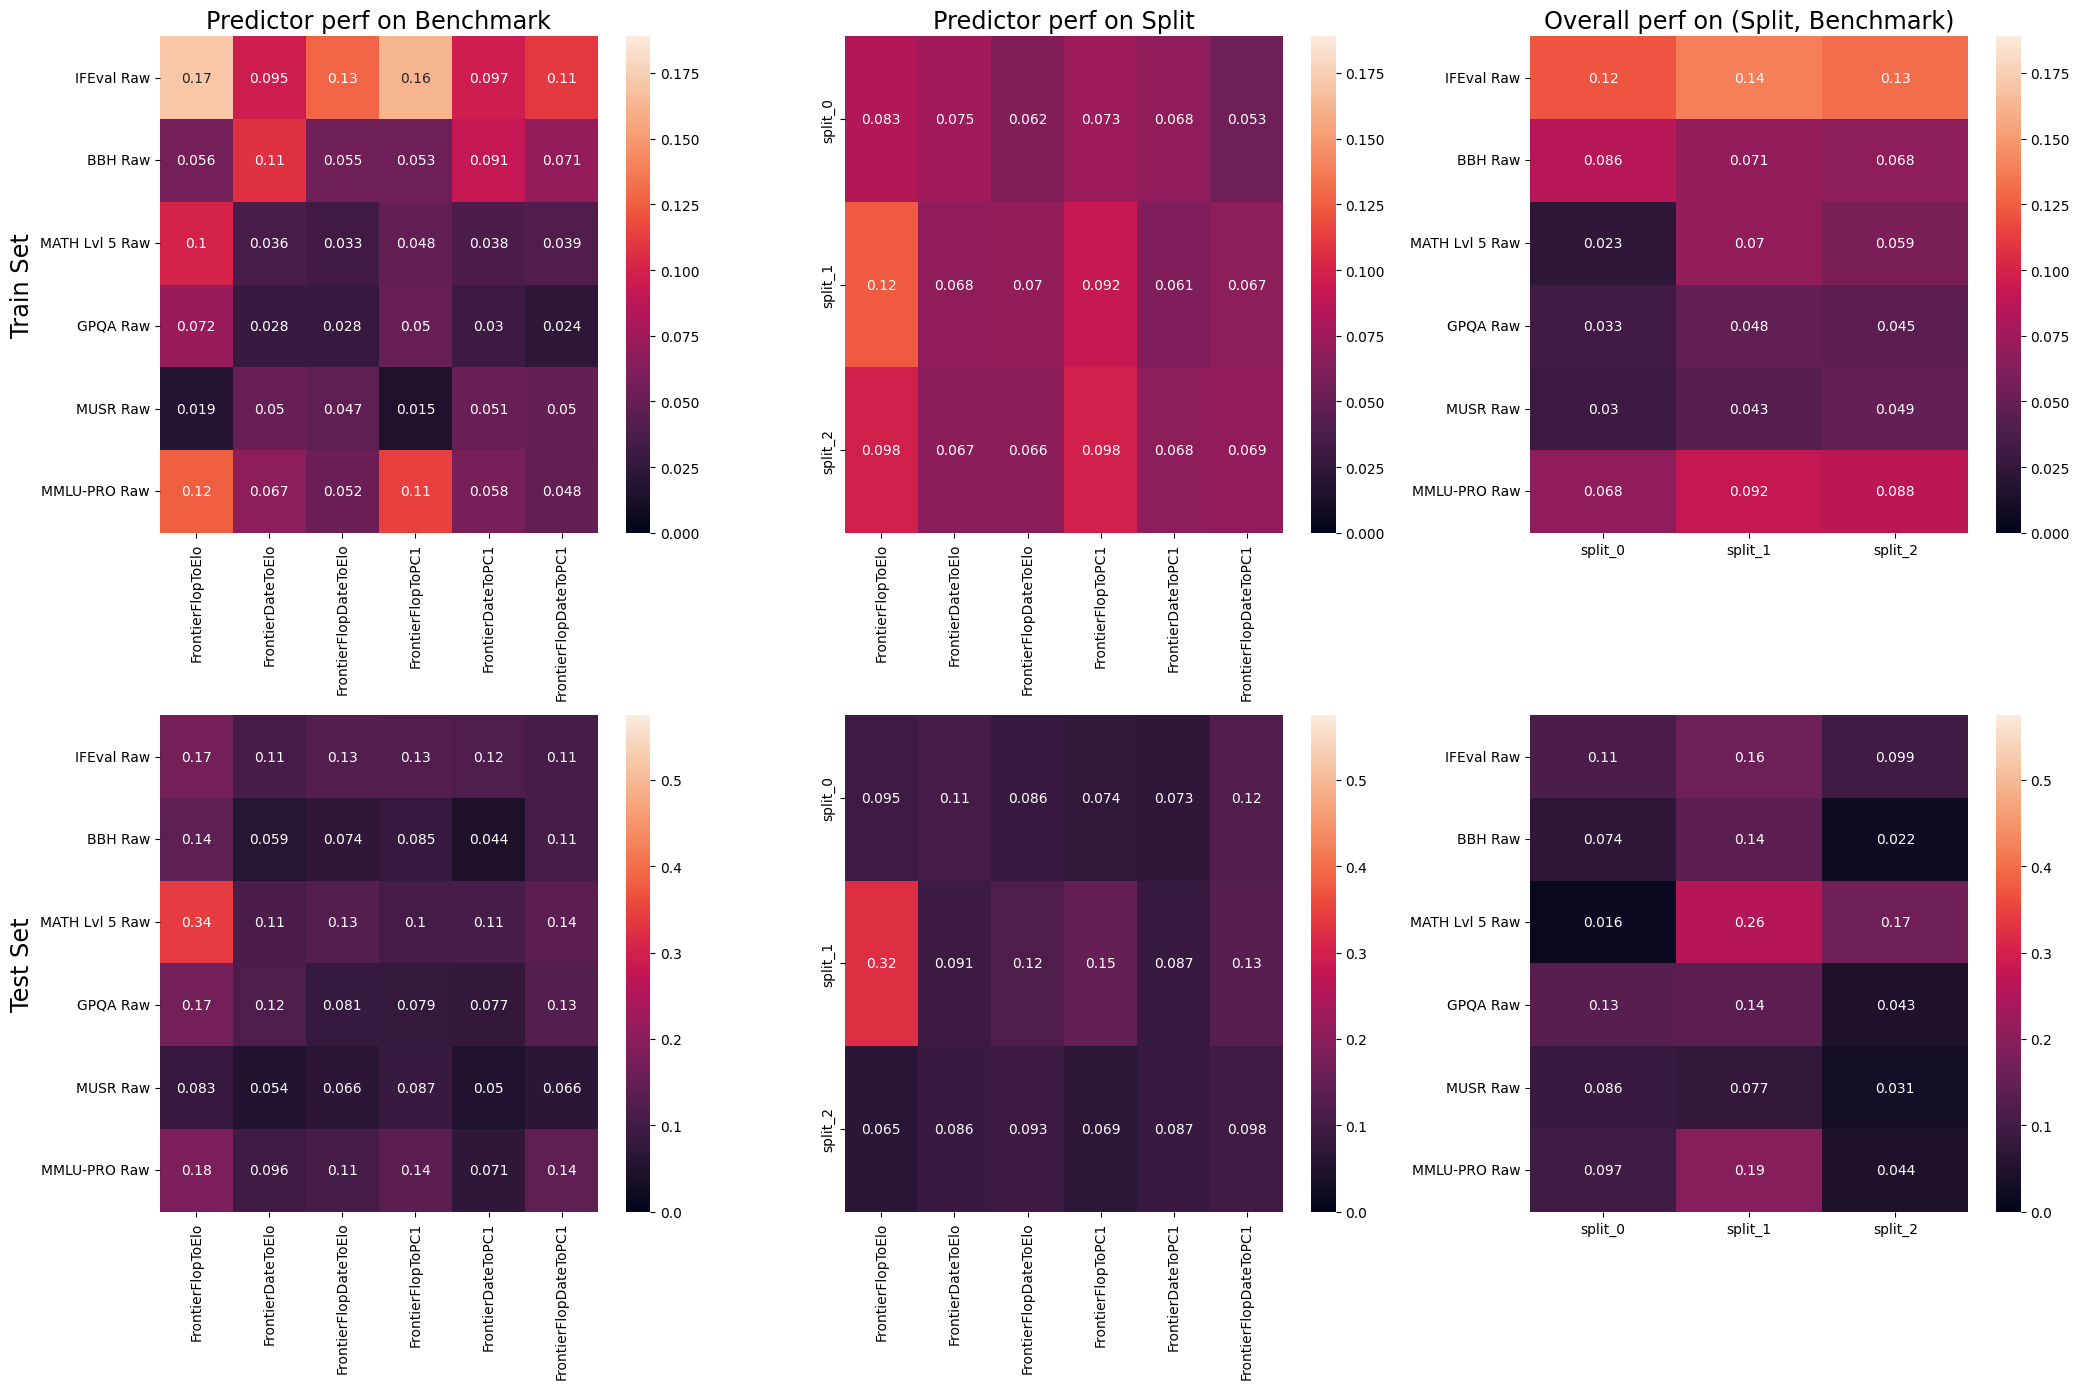 Predictor perf on Benchmark
Predictor perf on Split
Overall perf on (Split, Benchmark)
Train Set
IFEval Raw 0.17 0.095 0.13 0.16 0.097 0.11
BBH Raw 0.056 0.11 0.055 0.053 0.091 0.071
MATH Lvl 5 Raw 0.1 0.036 0.033 0.048 0.038 0.039
GPQA Raw 0.072 0.028 0.028 0.05 0.03 0.024
MUSR Raw 0.019 0.05 0.047 0.015 0.051 0.05
MMLU-PRO Raw 0.12 0.067 0.052 0.11 0.058 0.048
FrontierFlopToElo
FrontierDateToElo
FrontierFlopDateToElo
FrontierFlopToPC1
FrontierDateToPC1
FrontierFlopDateToPC1
0.175
0.150
0.125
0.100
0.075
0.050
0.025
0.000
split_0 0.083 0.075 0.062 0.073 0.068 0.053
split_1 0.12 0.068 0.07 0.092 0.061 0.067
split_2 0.098 0.067 0.066 0.098 0.068 0.069
FrontierFlopToElo
FrontierDateToElo
FrontierFlopDateToElo
FrontierFlopToPC1
FrontierDateToPC1
FrontierFlopDateToPC1
0.175
0.150
0.125
0.100
0.075
0.050
0.025
0.000
IFEval Raw 0.12 0.14 0.13
BBH Raw 0.086 0.071 0.068
MATH Lvl 5 Raw 0.023 0.07 0.059
GPQA Raw 0.033 0.048 0.045
MUSR Raw 0.03 0.043 0.049
MMLU-PRO Raw 0.068 0.092 0.088
split_0 split_1 split_2
0.175
0.150
0.125
0.100
0.075
0.050
0.025
0.000
Test Set
IFEval Raw 0.17 0.11 0.13 0.13 0.12 0.11
BBH Raw 0.14 0.059 0.074 0.085 0.044 0.11
MATH Lvl 5 Raw 0.34 0.11 0.13 0.1 0.11 0.14
GPQA Raw 0.17 0.12 0.081 0.079 0.077 0.13
MUSR Raw 0.083 0.054 0.066 0.087 0.05 0.066
MMLU-PRO Raw 0.18 0.096 0.11 0.14 0.071 0.14
FrontierFlopToElo
FrontierDateToElo
FrontierFlopDateToElo
FrontierFlopToPC1
FrontierDateToPC1
FrontierFlopDateToPC1
0.5
0.4
0.3
0.2
0.1
0.0
split_0 0.095 0.11 0.086 0.074 0.073 0.12
split_1 0.32 0.091 0.12 0.15 0.087 0.13
split_2 0.065 0.086 0.093 0.069 0.087 0.098
FrontierFlopToElo
FrontierDateToElo
FrontierFlopDateToElo
FrontierFlopToPC1
FrontierDateToPC1
FrontierFlopDateToPC1
0.5
0.4
0.3
0.2
0.1
0.0
IFEval Raw 0.11 0.16 0.099
BBH Raw 0.074 0.14 0.022
MATH Lvl 5 Raw 0.016 0.26 0.17
GPQA Raw 0.13 0.14 0.043
MUSR Raw 0.086 0.077 0.031
MMLU-PRO Raw 0.097 0.19 0.044
split_0 split_1 split_2
0.5
0.4
0.3
0.2
0.1
0.0